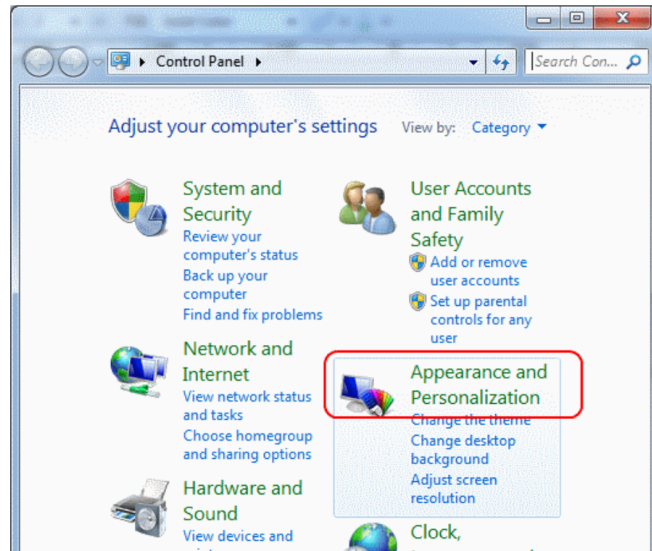 Control Panel
Search Con...
Adjust your computer's settings
View by: Category
System and
Security
Review your
computer's status
Back up your
computer
Find and fix problems
Network and
Internet
View network status
and tasks
Choose homegroup
and sharing options
Hardware and
Sound
View devices and
User Accounts
and Family
Safety
Add or remove
user accounts
Set up parental
controls for any
user
Appearance and
Personalization
Change the theme
Change desktop
background
Adjust screen
resolution
Clock,